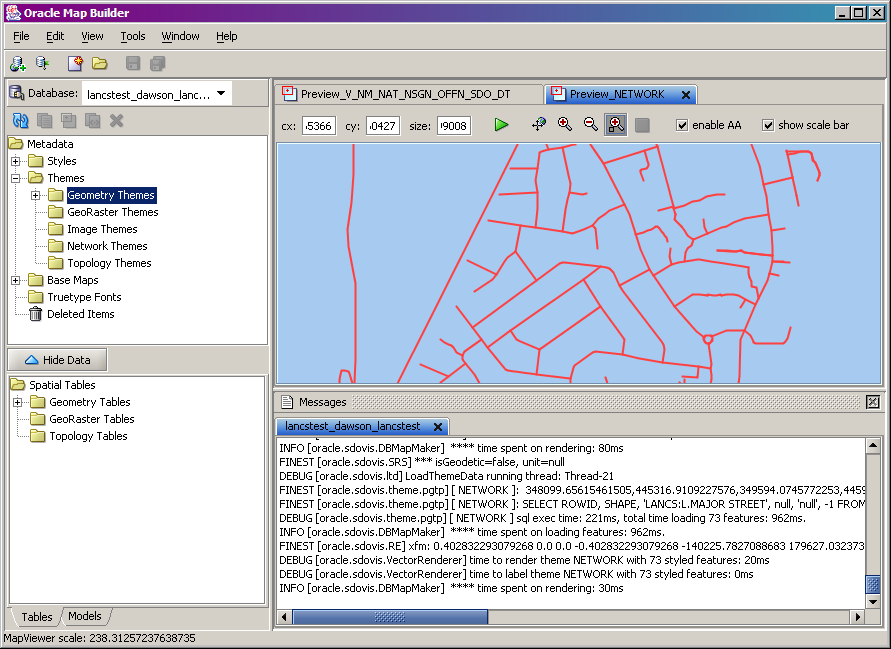 Oracle Map Builder
File Edit View Tools Window Help
Database: lancstest_dawson_lanc...
Metadata
Styles
Themes
Geometry Themes
GeoRaster Themes
Image Themes
Network Themes
Topology Themes
Base Maps
Truetype Fonts
Deleted Items
Hide Data
Spatial Tables
Geometry Tables
GeoRaster Tables
Topology Tables
Tables Models
Preview_V_NM_NAT_NSGN_OFFN_SDO_DT Preview_NETWORK
cx: 5366 cy: 0427 size: 9008 enable AA show scale bar
Messages
lancstest_dawson_lancstest
INFO [oracle.sdovis.DBMapMaker] **** time spent on rendering: 80ms
FINEST [oracle.sdovis.SRS] *** isGeodetic=false, unit=null
DEBUG [oracle.sdovis.ltd] LoadThemeData running thread: Thread-21
FINEST [oracle.sdovis.theme.pgtp] [ NETWORK ]: 348099.65615461505,445316.9109227576,349594.0745772253,4459
FINEST [oracle.sdovis.theme.pgtp] [ NETWORK ]: SELECT ROWID, SHAPE, 'LANCS:L.MAJOR STREET', null, 'null', -1 FROM
DEBUG [oracle.sdovis.theme.pgtp] [ NETWORK ] sql exec time: 221ms, total time loading 73 features: 962ms.
INFO [oracle.sdovis.DBMapMaker] **** time spent on loading features: 962ms.
FINEST [oracle.sdovis.RE] xfm: 0.402832293079268 0.0 0.0 -0.402832293079268 -140225.7827088683 179627.032373
DEBUG [oracle.sdovis.VectorRenderer] time to render theme NETWORK with 73 styled features: 20ms
DEBUG [oracle.sdovis.VectorRenderer] time to label theme NETWORK with 73 styled features: 0ms
INFO [oracle.sdovis.DBMapMaker] **** time spent on rendering: 30ms
MapViewer scale: 238.31257237638735